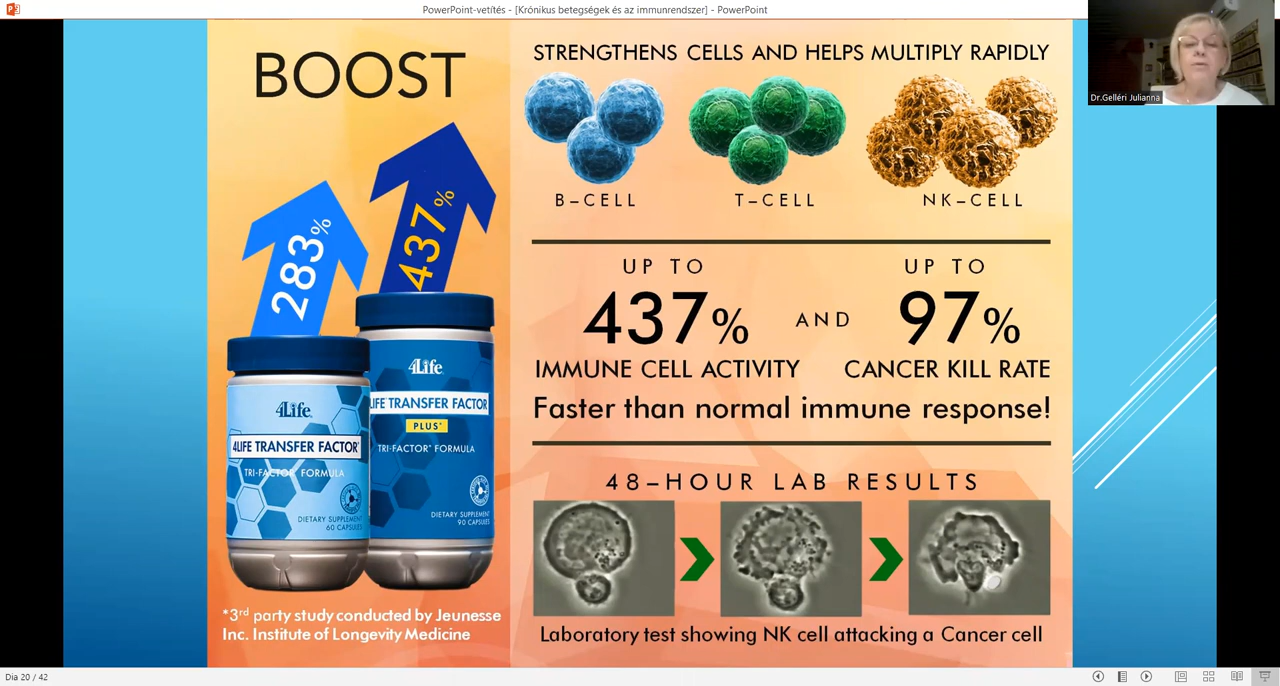 PowerPoint-vetítés - [Krónikus betegségek és az immunrendszer] - PowerPoint
Dr.Gelléri Julianna
BOOST
283%
437%
4Life
4LIFE TRANSFER FACTOR®
TRI-FACTOR® FORMULA
DIETARY SUPPLEMENT
60 CAPSULES
4Life
LIFE TRANSFER FACTOR
PLUS®
TRI-FACTOR® FORMULA
DIETARY SUPPLEMENT
90 CAPSULES
*3rd party study conducted by Jeunesse
Inc. Institute of Longevity Medicine
STRENGTHENS CELLS AND HELPS MULTIPLY RAPIDLY
B-CELL
T-CELL
NK-CELL
UP TO
437%
IMMUNE CELL ACTIVITY
AND
UP TO
97%
CANCER KILL RATE
Faster than normal immune response!
48-HOUR LAB RESULTS
Laboratory test showing NK cell attacking a Cancer cell
Dia 20 / 42